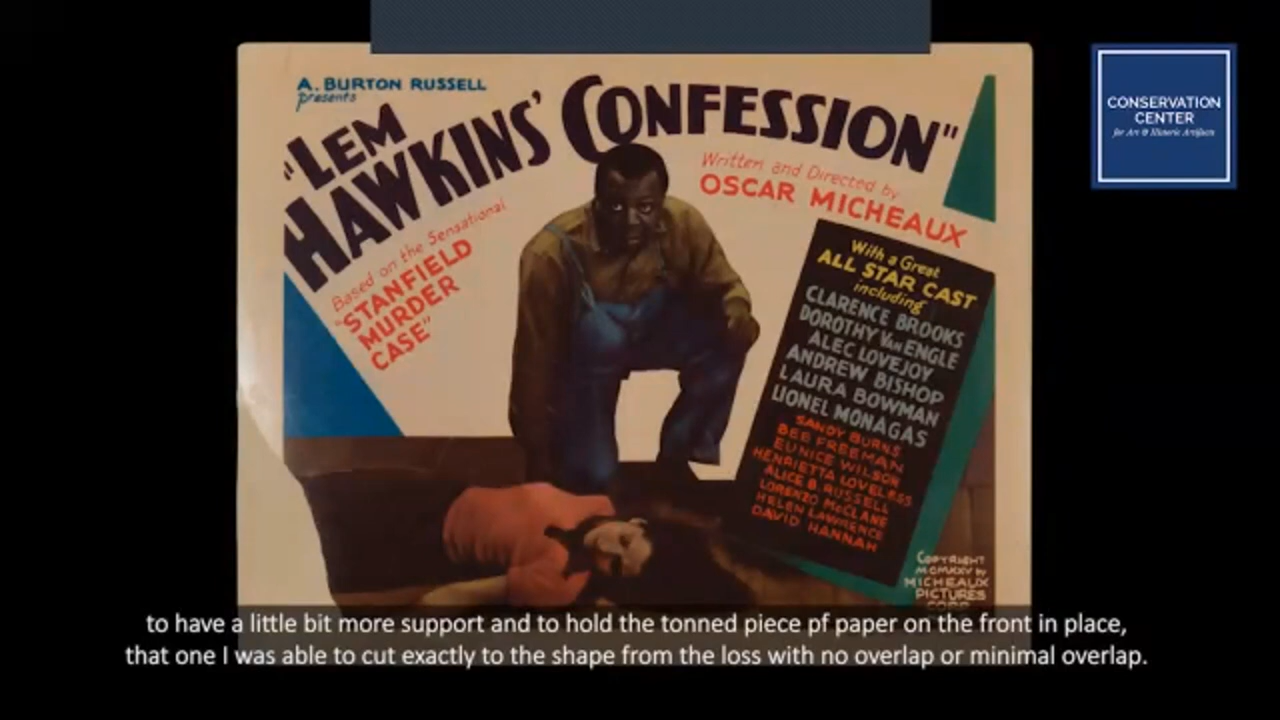 A. BURTON RUSSELL
presents
"LEM
HAWKINS' CONFESSION"
Written and Directed by
OSCAR MICHEAUX
Based on the Sensational
"STANFIELD
MURDER
CASE"
With a Great
ALL STAR CAST
including
CLARENCE BROOKS
DOROTHY VAN ENGLE
ALEC LOVEJOY
ANDREW BISHOP
LAURA BOWMAN
LIONEL MONAGAS
SANDY BURNS
BEE FREEMAN
EUNICE WILSON
HENRIETTA LOVELESS
ALICE B. RUSSELL
LORENZO McCLANE
HELEN LAWRENCE
DAVID HANNAH
COPYRIGHT
MCMXXXV by
MICHEAUX
PICTURES
CORP
CONSERVATION
CENTER
for Art & Historic Artifacts
to have a little bit more support and to hold the tonned piece pf paper on the front in place,
that one I was able to cut exactly to the shape from the loss with no overlap or minimal overlap.